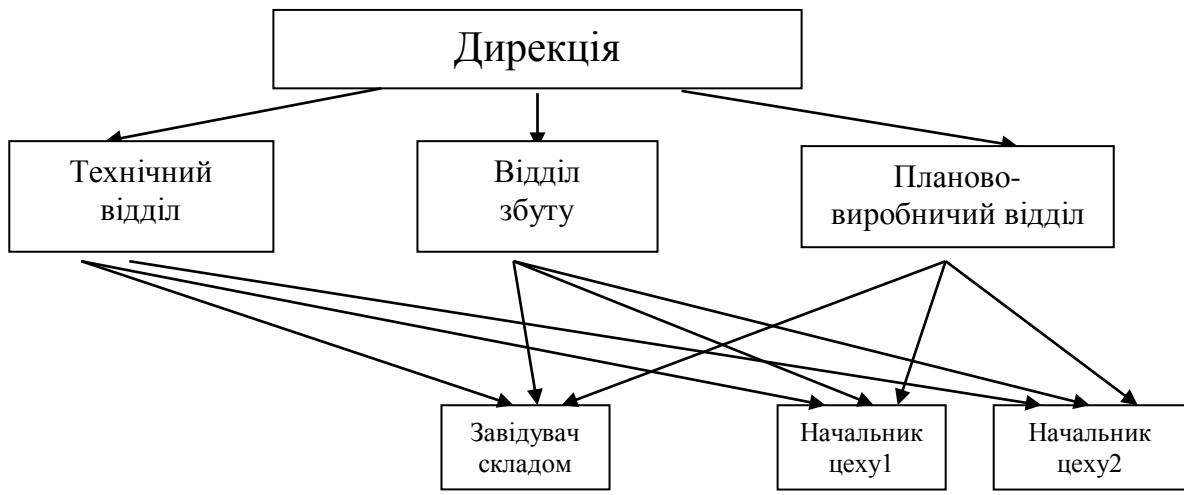 Дирекція
Технічний
відділ
Відділ
збуту
Планово-
виробничий відділ
Завідувач
складом
Начальник
цеху1
Начальник
цеху2